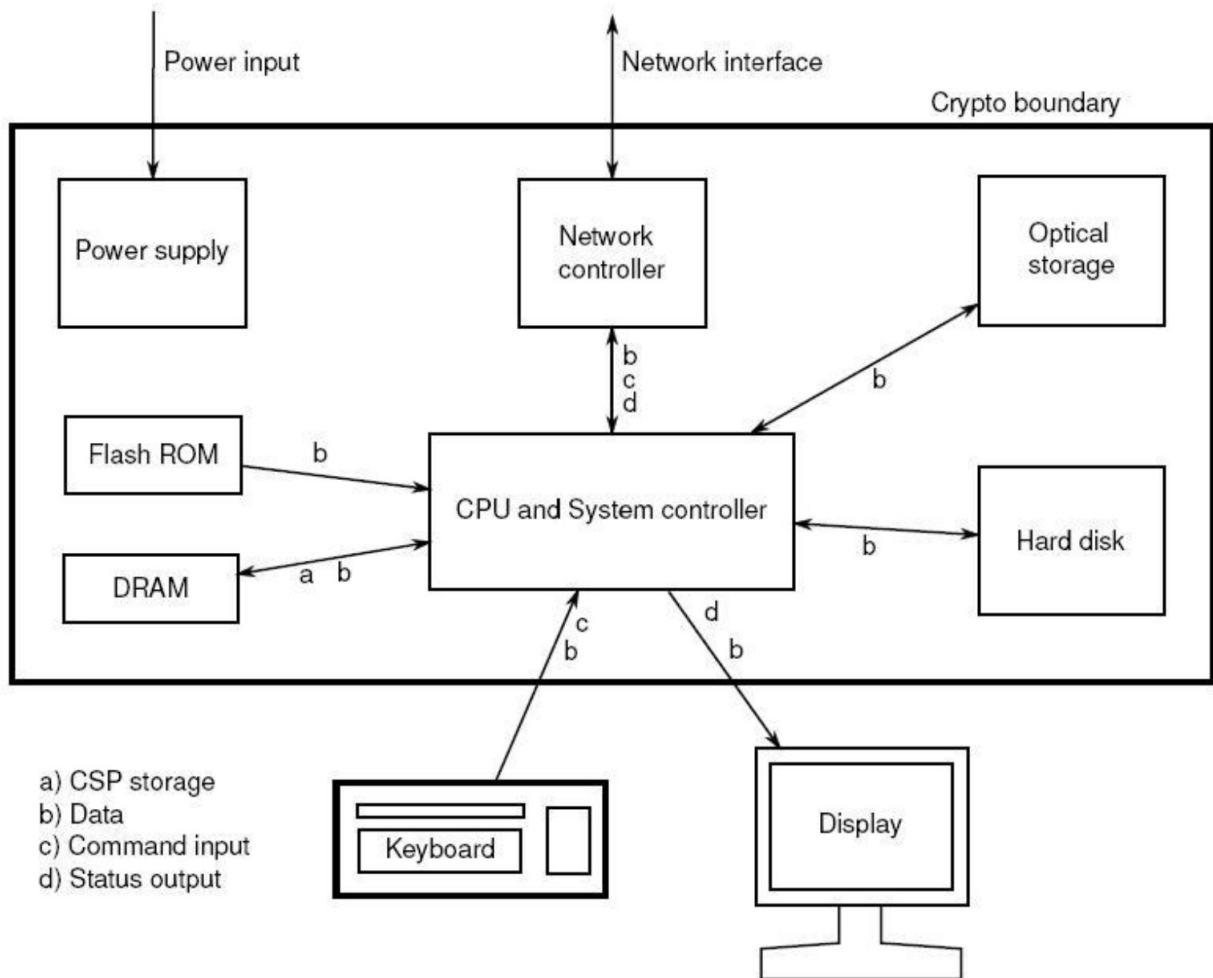 Power input
Network interface
Crypto boundary
Power supply
Network
controller
Optical
storage
b
c
d
b
Flash ROM
b
CPU and System controller
b
Hard disk
DRAM
a b
c
b
d
b
a) CSP storage
b) Data
c) Command input
d) Status output
Keyboard
Display